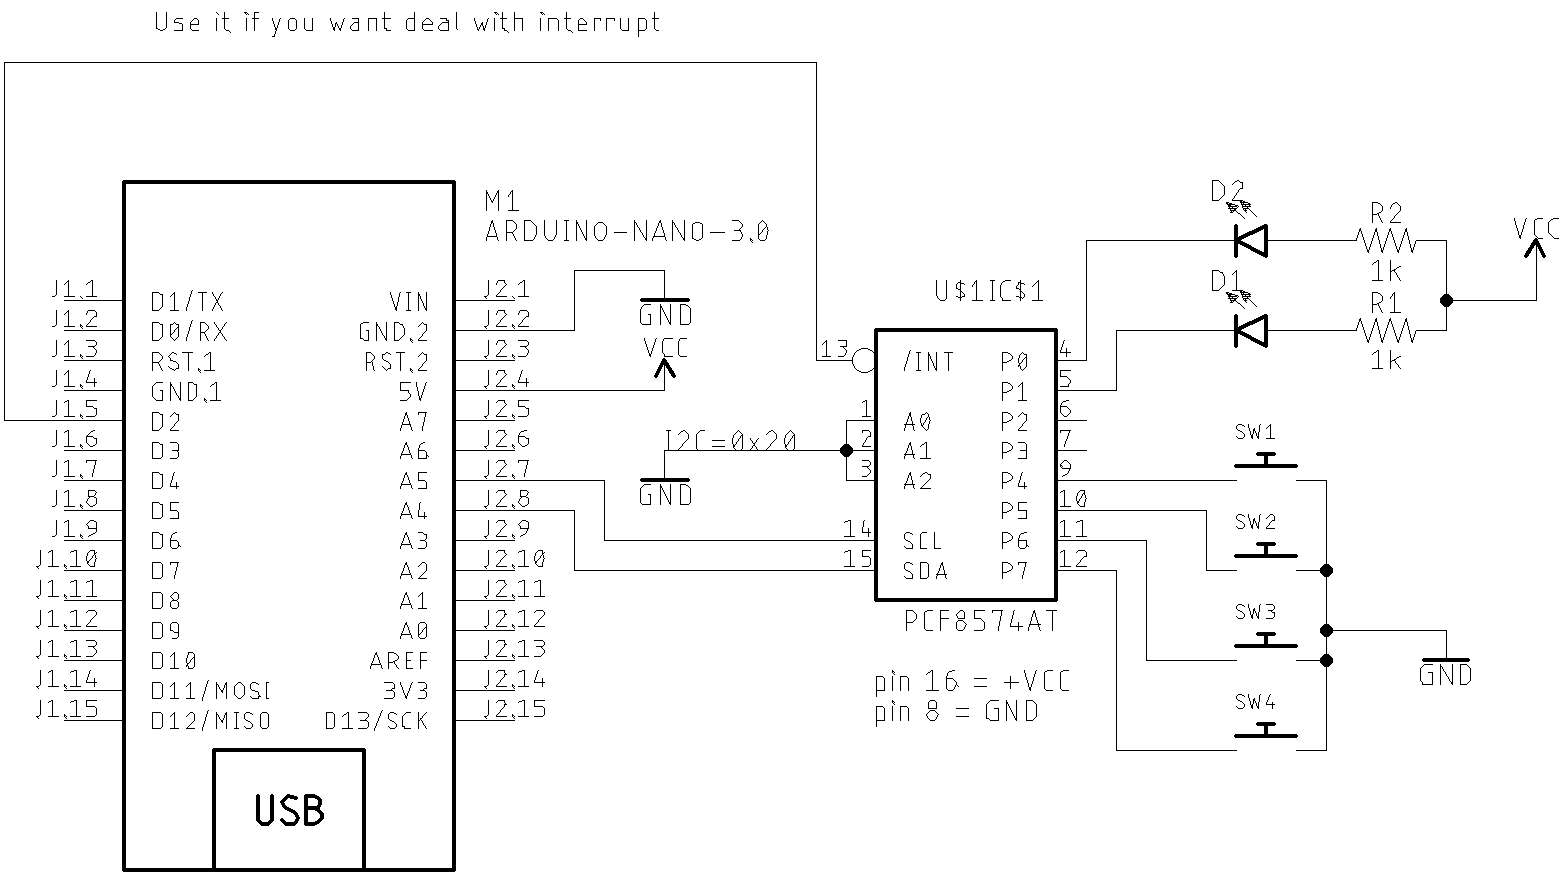 Use it if you want deal with interrupt
M1
ARDUINO-NANO-3.0
J1.1 D1/TX VIN J2.1
J1.2 D0/RX GND.2 J2.2
J1.3 RST.1 RST.2 J2.3
J1.4 GND.1 5V J2.4
J1.5 D2 A7 J2.5
J1.6 D3 A6 J2.6
J1.7 D4 A5 J2.7
J1.8 D5 A4 J2.8
J1.9 D6 A3 J2.9
J1.10 D7 A2 J2.10
J1.11 D8 A1 J2.11
J1.12 D9 A0 J2.12
J1.13 D10 AREF J2.13
J1.14 D11/MOSI 3V3 J2.14
J1.15 D12/MISO D13/SCK J2.15
USB
GND
VCC
I2C=0x20
GND
U$1IC$1
13 /INT P0 4
P1 5
1 A0 P2 6
2 A1 P3 7
3 A2 P4 9
P5 10
14 SCL P6 11
15 SDA P7 12
PCF8574AT
pin 16 = +VCC
pin 8 = GND
D2
R2
1k
D1
R1
1k
VCC
SW1
SW2
SW3
SW4
GND